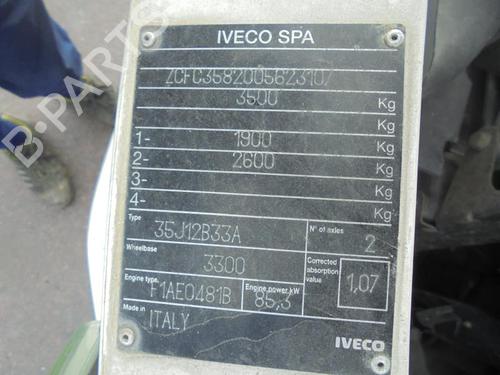 IVECO SPA
ZCFC3582005623107
3500 Kg
Kg
1- 1900 Kg
2- 2600 Kg
3- Kg
4- Kg
Type 35J12B33A N° of axles 2
Wheelbase 3300 Corrected absorption value 1,07
Engine type F1AE0481B Engine power kW 85,3
Made in ITALY
IVECO
B-PARTS